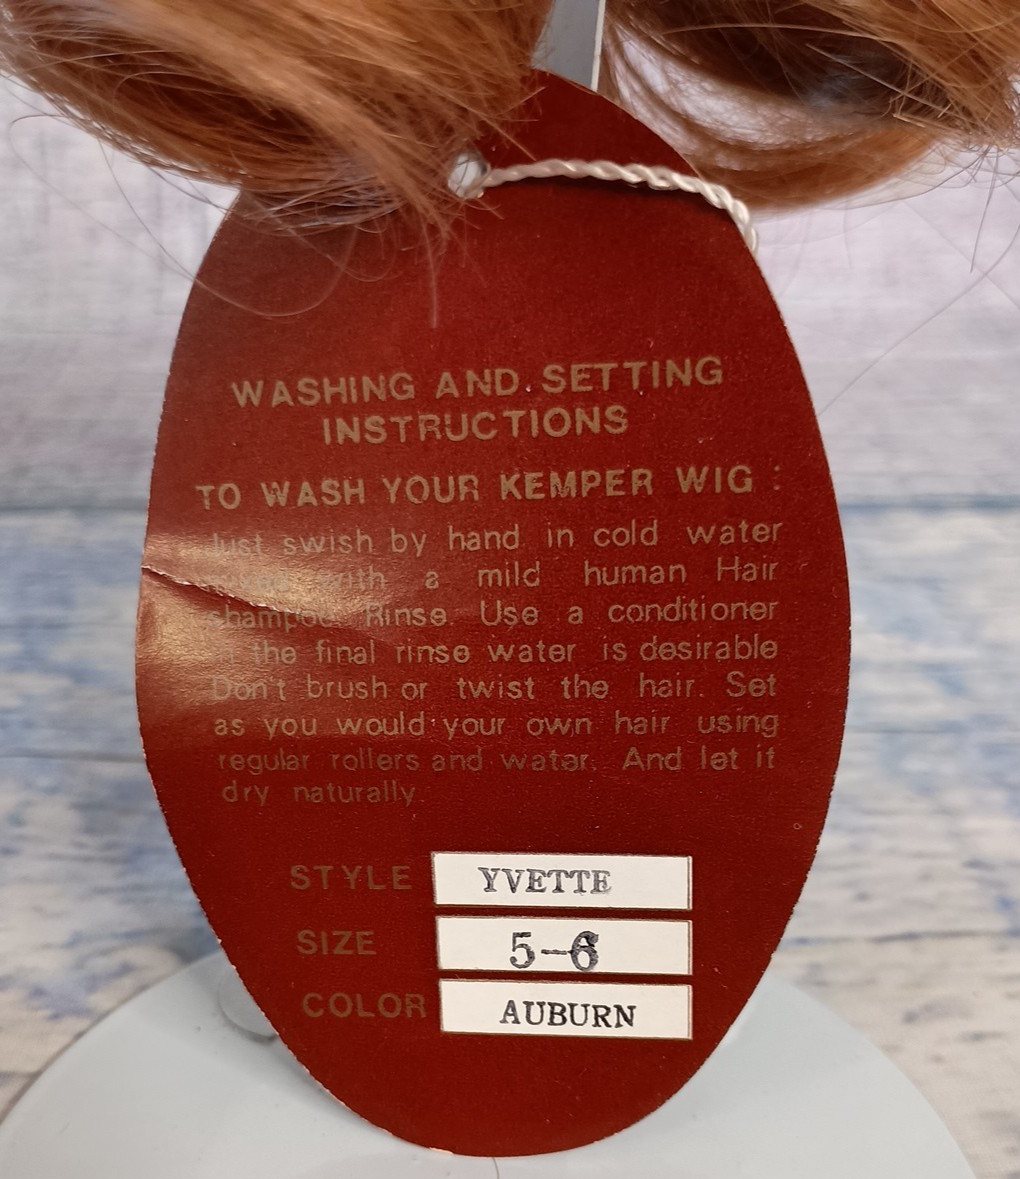 WASHING AND SETTING
INSTRUCTIONS
TO WASH YOUR KEMPER WIG :
Just swish by hand in cold water
mixed with a mild human Hair
shampoo. Rinse. Use a conditioner
in the final rinse water is desirable
Don't brush or twist the hair. Set
as you would your own hair using
regular rollers and water. And let it
dry naturally.
STYLE YVETTE
SIZE 5-6
COLOR AUBURN